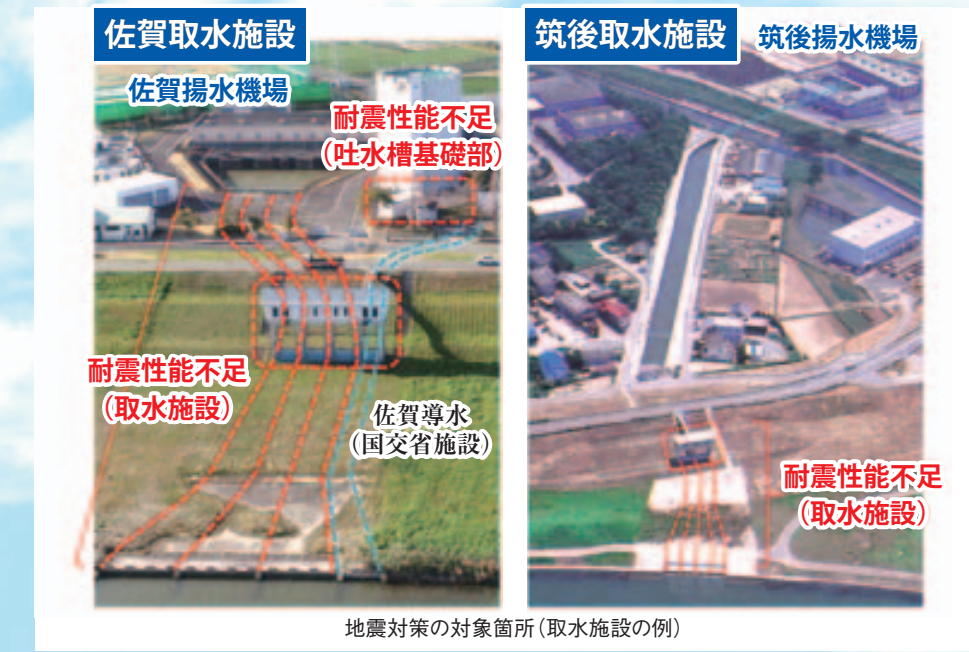 佐賀取水施設
佐賀揚水機場
耐震性能不足
(吐水槽基礎部)
耐震性能不足
(取水施設)
佐賀導水
(国交省施設)
筑後取水施設
筑後揚水機場
耐震性能不足
(取水施設)
地震対策の対象箇所(取水施設の例)